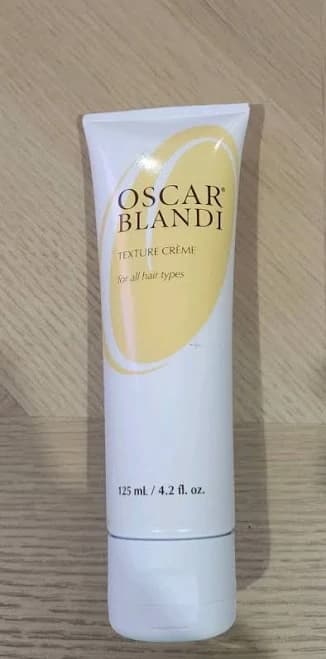 OSCAR®
BLANDI
TEXTURE CRÈME
for all hair types
125 ml. / 4.2 fl. oz.